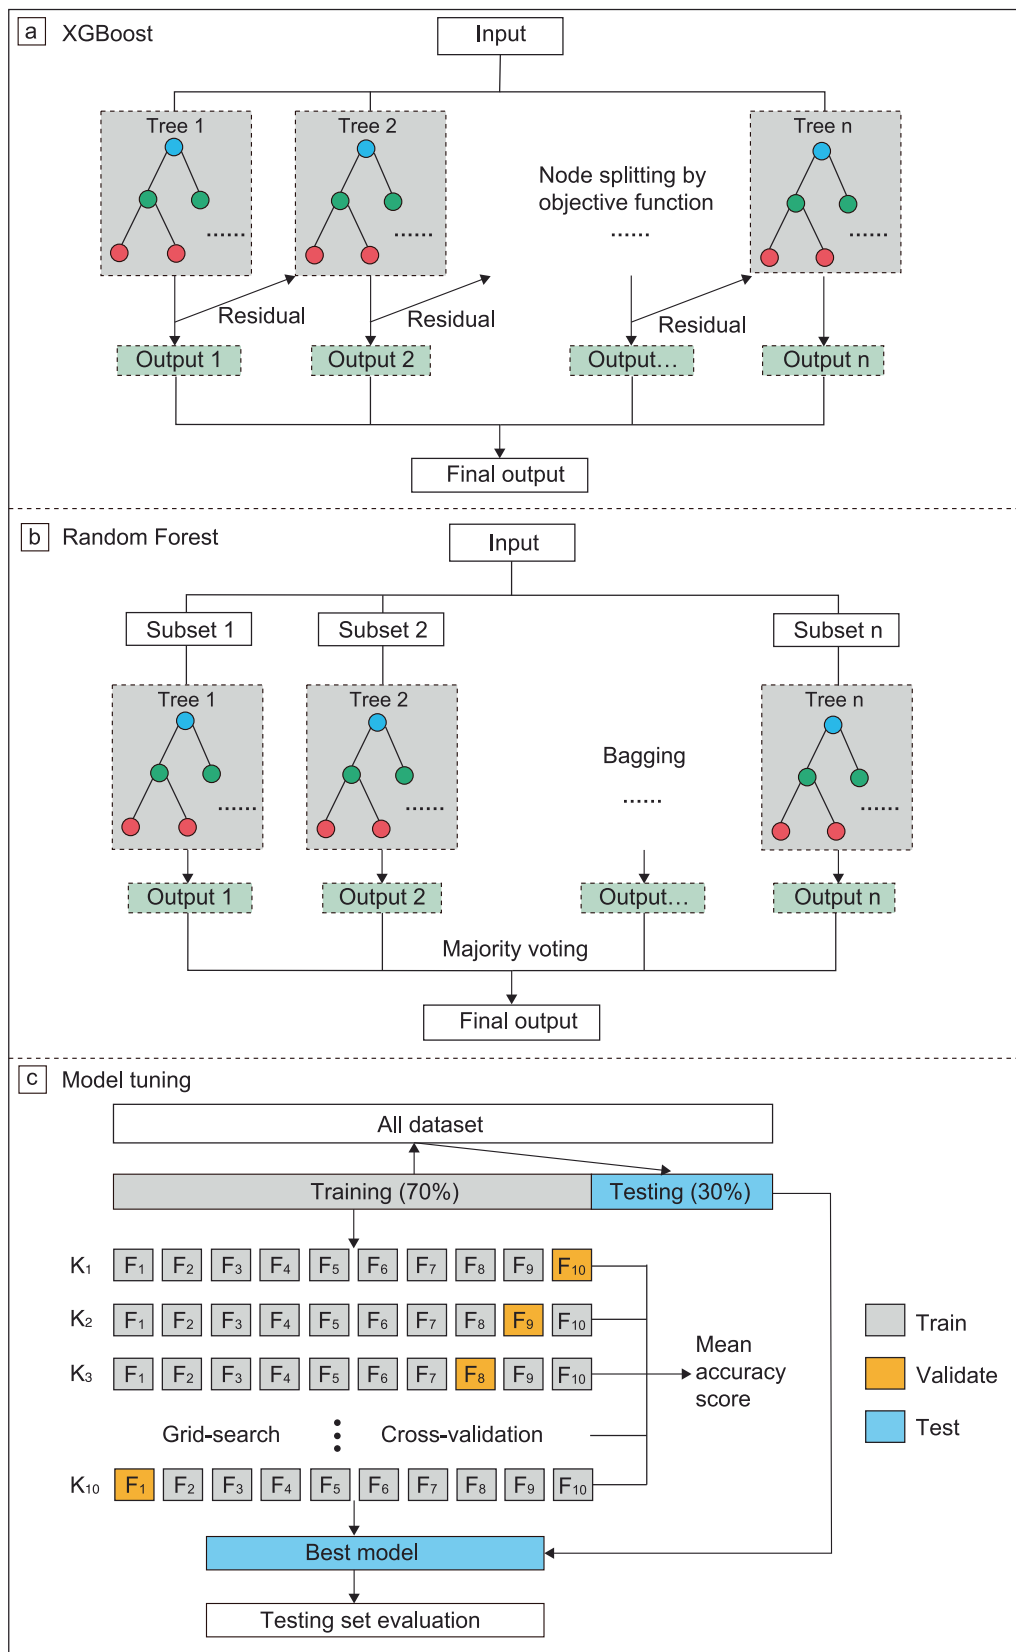 a XGBoost
Input
Tree 1 Tree 2 Tree n
Node splitting by
objective function
......
...... ...... ......
Residual Residual Residual
Output 1 Output 2 Output... Output n
Final output
b Random Forest
Input
Subset 1 Subset 2 Subset n
Tree 1 Tree 2 Tree n
Bagging
......
...... ...... ......
Output 1 Output 2 Output... Output n
Majority voting
Final output
c Model tuning
All dataset
Training (70%) Testing (30%)
K₁ F₁ F₂ F₃ F₄ F₅ F₆ F₇ F₈ F₉ F₁₀
K₂ F₁ F₂ F₃ F₄ F₅ F₆ F₇ F₈ F₉ F₁₀
K₃ F₁ F₂ F₃ F₄ F₅ F₆ F₇ F₈ F₉ F₁₀
Mean
accuracy
score
Train
Validate
Test
Grid-search Cross-validation
K₁₀ F₁ F₂ F₃ F₄ F₅ F₆ F₇ F₈ F₉ F₁₀
Best model
Testing set evaluation